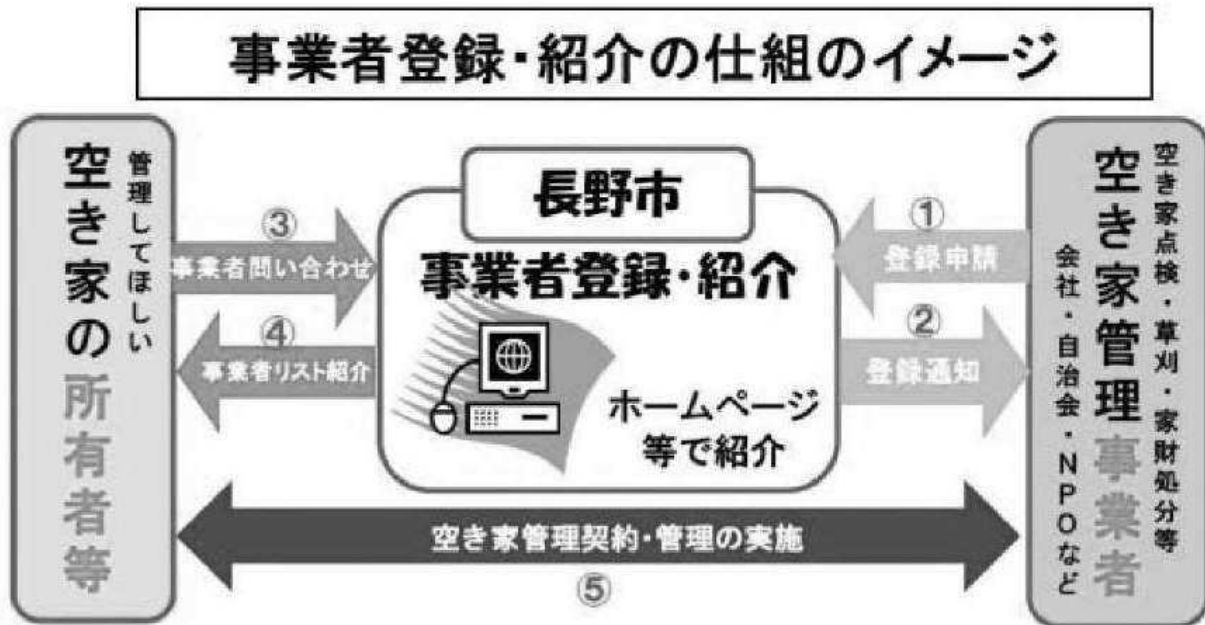 事業者登録・紹介の仕組のイメージ
管理してほしい
空き家の所有者等
③
事業者問い合わせ
④
事業者リスト紹介
長野市
事業者登録・紹介
ホームページ
等で紹介
①
登録申請
②
登録通知
空き家点検・草刈・家財処分等
空き家管理事業者
会社・自治会・NPOなど
空き家管理契約・管理の実施
⑤